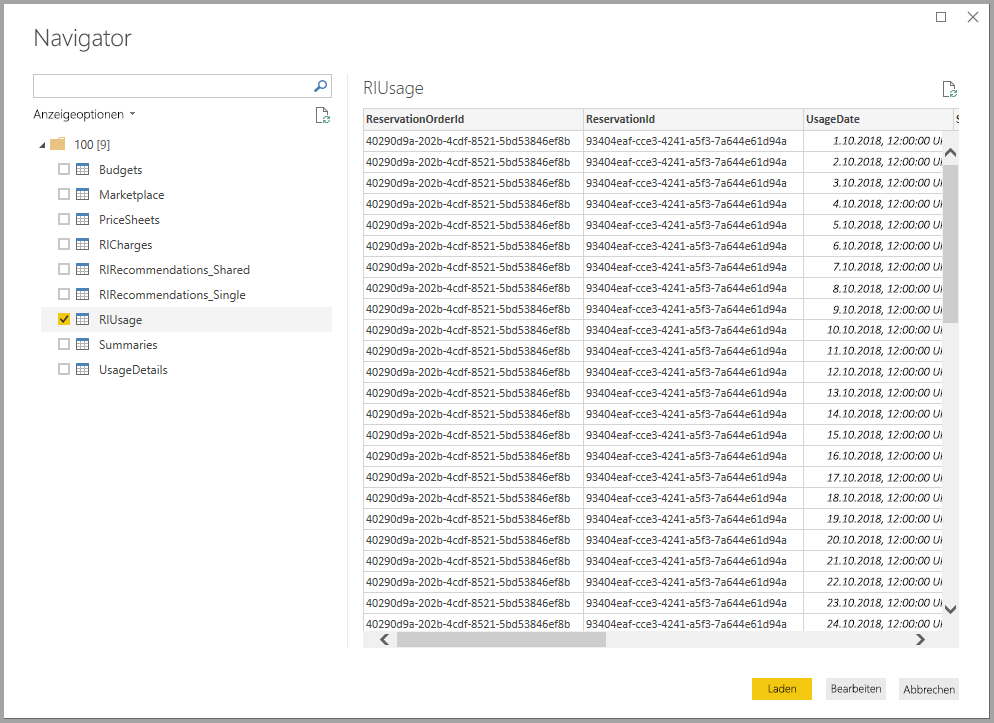 Navigator
Anzeigeoptionen
100 [9]
Budgets
Marketplace
PriceSheets
RICharges
RIRecommendations_Shared
RIRecommendations_Single
RIUsage
Summaries
UsageDetails
RIUsage
ReservationOrderId ReservationId UsageDate
40290d9a-202b-4cdf-8521-5bd53846ef8b 93404eaf-cce3-4241-a5f3-7a644e61d94a 1.10.2018, 12:00:00
40290d9a-202b-4cdf-8521-5bd53846ef8b 93404eaf-cce3-4241-a5f3-7a644e61d94a 2.10.2018, 12:00:00
40290d9a-202b-4cdf-8521-5bd53846ef8b 93404eaf-cce3-4241-a5f3-7a644e61d94a 3.10.2018, 12:00:00
40290d9a-202b-4cdf-8521-5bd53846ef8b 93404eaf-cce3-4241-a5f3-7a644e61d94a 4.10.2018, 12:00:00
40290d9a-202b-4cdf-8521-5bd53846ef8b 93404eaf-cce3-4241-a5f3-7a644e61d94a 5.10.2018, 12:00:00
40290d9a-202b-4cdf-8521-5bd53846ef8b 93404eaf-cce3-4241-a5f3-7a644e61d94a 6.10.2018, 12:00:00
40290d9a-202b-4cdf-8521-5bd53846ef8b 93404eaf-cce3-4241-a5f3-7a644e61d94a 7.10.2018, 12:00:00
40290d9a-202b-4cdf-8521-5bd53846ef8b 93404eaf-cce3-4241-a5f3-7a644e61d94a 8.10.2018, 12:00:00
40290d9a-202b-4cdf-8521-5bd53846ef8b 93404eaf-cce3-4241-a5f3-7a644e61d94a 9.10.2018, 12:00:00
40290d9a-202b-4cdf-8521-5bd53846ef8b 93404eaf-cce3-4241-a5f3-7a644e61d94a 10.10.2018, 12:00:00
40290d9a-202b-4cdf-8521-5bd53846ef8b 93404eaf-cce3-4241-a5f3-7a644e61d94a 11.10.2018, 12:00:00
40290d9a-202b-4cdf-8521-5bd53846ef8b 93404eaf-cce3-4241-a5f3-7a644e61d94a 12.10.2018, 12:00:00
40290d9a-202b-4cdf-8521-5bd53846ef8b 93404eaf-cce3-4241-a5f3-7a644e61d94a 13.10.2018, 12:00:00
40290d9a-202b-4cdf-8521-5bd53846ef8b 93404eaf-cce3-4241-a5f3-7a644e61d94a 14.10.2018, 12:00:00
40290d9a-202b-4cdf-8521-5bd53846ef8b 93404eaf-cce3-4241-a5f3-7a644e61d94a 15.10.2018, 12:00:00
40290d9a-202b-4cdf-8521-5bd53846ef8b 93404eaf-cce3-4241-a5f3-7a644e61d94a 16.10.2018, 12:00:00
40290d9a-202b-4cdf-8521-5bd53846ef8b 93404eaf-cce3-4241-a5f3-7a644e61d94a 17.10.2018, 12:00:00
40290d9a-202b-4cdf-8521-5bd53846ef8b 93404eaf-cce3-4241-a5f3-7a644e61d94a 18.10.2018, 12:00:00
40290d9a-202b-4cdf-8521-5bd53846ef8b 93404eaf-cce3-4241-a5f3-7a644e61d94a 19.10.2018, 12:00:00
40290d9a-202b-4cdf-8521-5bd53846ef8b 93404eaf-cce3-4241-a5f3-7a644e61d94a 20.10.2018, 12:00:00
40290d9a-202b-4cdf-8521-5bd53846ef8b 93404eaf-cce3-4241-a5f3-7a644e61d94a 21.10.2018, 12:00:00
40290d9a-202b-4cdf-8521-5bd53846ef8b 93404eaf-cce3-4241-a5f3-7a644e61d94a 22.10.2018, 12:00:00
40290d9a-202b-4cdf-8521-5bd53846ef8b 93404eaf-cce3-4241-a5f3-7a644e61d94a 23.10.2018, 12:00:00
40290d9a-202b-4cdf-8521-5bd53846ef8b 93404eaf-cce3-4241-a5f3-7a644e61d94a 24.10.2018, 12:00:00
Laden Bearbeiten Abbrechen